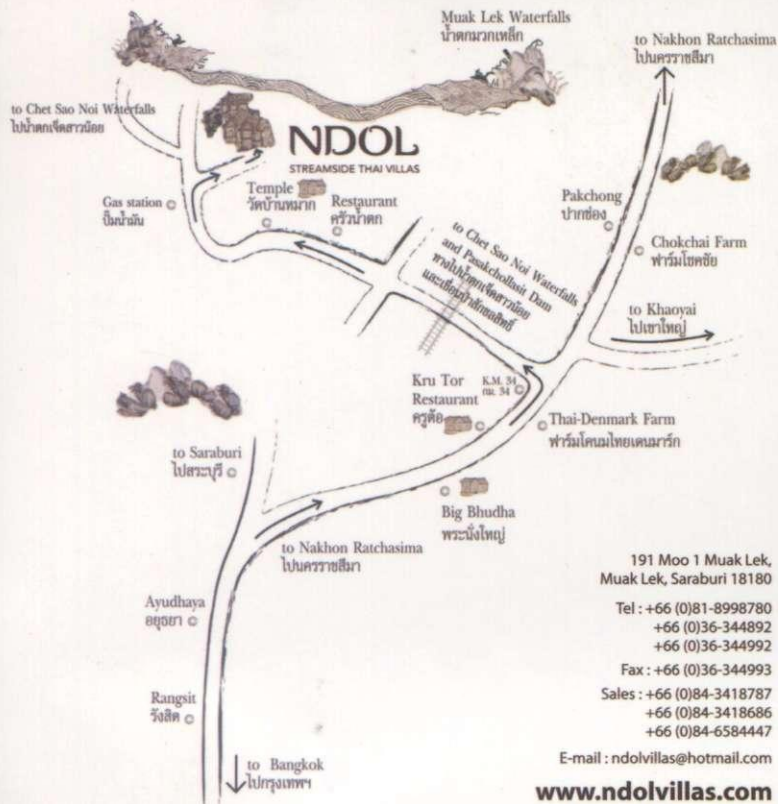 Muak Lek Waterfalls
น้ำตกมวกเหล็ก
to Nakhon Ratchasima
ไปนครราชสีมา
to Chet Sao Noi Waterfalls
ไปน้ำตกเจ็ดสาวน้อย
NDOL
STREAMSIDE THAI VILLAS
Gas station
ปั๊มน้ำมัน
Temple
วัดบ้านหมาก
Restaurant
ครัวน้ำตก
Pakchong
ปากช่อง
Chokchai Farm
ฟาร์มโชคชัย
to Chet Sao Noi Waterfalls
and Pasakchollasit Dam
ทางไปน้ำตกเจ็ดสาวน้อย
และเขื่อนป่าสักชลสิทธิ์
to Khaoyai
ไปเขาใหญ่
Kru Tor
Restaurant
ครูต้อ
K.M. 34
กม. 34
Thai-Denmark Farm
ฟาร์มโคนมไทยเดนมาร์ก
to Saraburi
ไปสระบุรี
Big Bhudha
พระนั่งใหญ่
to Nakhon Ratchasima
ไปนครราชสีมา
Ayudhaya
อยุธยา
Rangsit
รังสิต
to Bangkok
ไปกรุงเทพฯ
191 Moo 1 Muak Lek,
Muak Lek, Saraburi 18180
Tel : +66 (0)81-8998780
+66 (0)36-344892
+66 (0)36-344992
Fax : +66 (0)36-344993
Sales : +66 (0)84-3418787
+66 (0)84-3418686
+66 (0)84-6584447
E-mail : ndolvillas@hotmail.com
www.ndolvillas.com